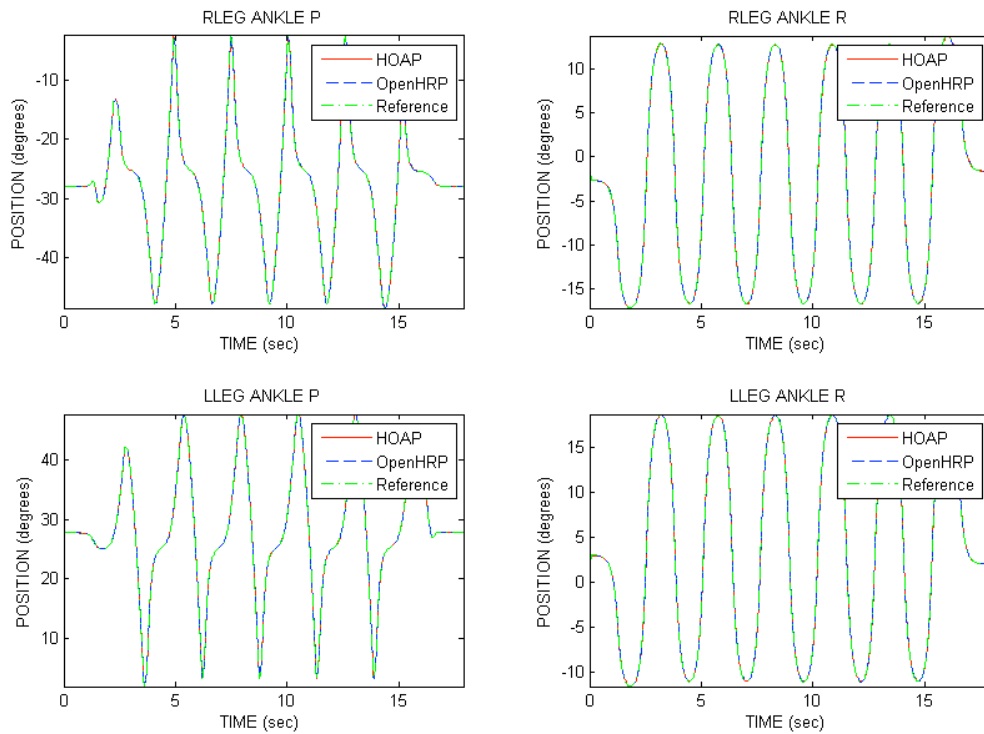 RLEG ANKLE P
HOAP
OpenHRP
Reference
POSITION (degrees)
-10
-20
-30
-40
0
5
10
15
TIME (sec)
RLEG ANKLE R
HOAP
OpenHRP
Reference
POSITION (degrees)
10
5
0
-5
-10
-15
0
5
10
15
TIME (sec)
LLEG ANKLE P
HOAP
OpenHRP
Reference
POSITION (degrees)
40
30
20
10
0
5
10
15
TIME (sec)
LLEG ANKLE R
HOAP
OpenHRP
Reference
POSITION (degrees)
15
10
5
0
-5
-10
0
5
10
15
TIME (sec)